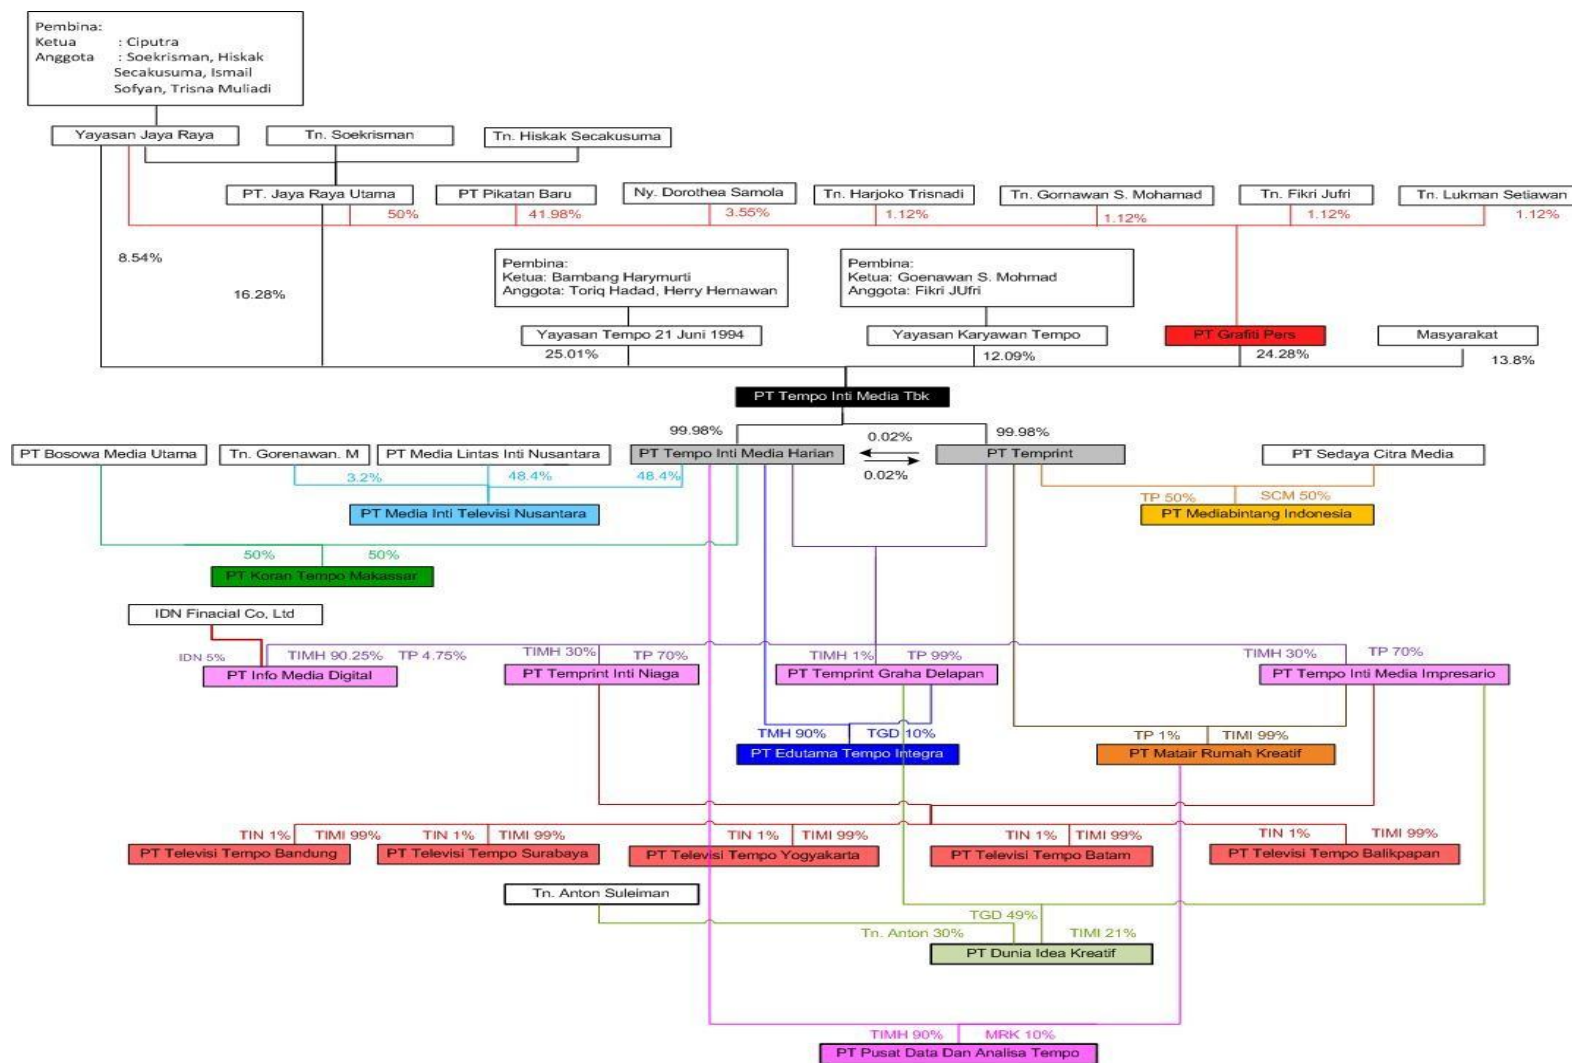 Pembina:
Ketua : Ciputra
Anggota : Soekrisman, Hiskak
Secakusuma, Ismail
Sofyan, Trisna Muliadi
Yayasan Jaya Raya
Tn. Soekrisman
Tn. Hiskak Secakusuma
PT. Jaya Raya Utama
PT Pikatan Baru
Ny. Dorothea Samola
Tn. Harjoko Trisnadi
Tn. Gornawan S. Mohamad
Tn. Fikri Jufri
Tn. Lukman Setiawan
50%
41.98%
3.55%
1.12%
1.12%
1.12%
1.12%
8.54%
16.28%
Pembina:
Ketua: Bambang Harymurti
Anggota: Toriq Hadad, Herry Hernawan
Pembina:
Ketua: Goenawan S. Mohmad
Anggota: Fikri JUfri
Yayasan Tempo 21 Juni 1994
Yayasan Karyawan Tempo
PT Grafiti Pers
Masyarakat
25.01%
12.09%
24.28%
13.8%
PT Tempo Inti Media Tbk
99.98%
0.02%
99.98%
PT Bosowa Media Utama
Tn. Gorenawan. M
PT Media Lintas Inti Nusantara
PT Tempo Inti Media Harian
PT Temprint
PT Sedaya Citra Media
0.02%
3.2%
48.4%
48.4%
TP 50%
SCM 50%
PT Media Inti Televisi Nusantara
PT Mediabintang Indonesia
50%
50%
PT Koran Tempo Makassar
IDN Finacial Co, Ltd
IDN 5%
TIMH 90.25%
TP 4.75%
TIMH 30%
TP 70%
TIMH 1%
TP 99%
TIMH 30%
TP 70%
PT Info Media Digital
PT Temprint Inti Niaga
PT Temprint Graha Delapan
PT Tempo Inti Media Impresario
TMH 90%
TGD 10%
TP 1%
TIMI 99%
PT Edutama Tempo Integra
PT Matair Rumah Kreatif
TIN 1%
TIMI 99%
TIN 1%
TIMI 99%
TIN 1%
TIMI 99%
TIN 1%
TIMI 99%
TIN 1%
TIMI 99%
PT Televisi Tempo Bandung
PT Televisi Tempo Surabaya
PT Televisi Tempo Yogyakarta
PT Televisi Tempo Batam
PT Televisi Tempo Balikpapan
Tn. Anton Suleiman
TGD 49%
Tn. Anton 30%
TIMI 21%
PT Dunia Idea Kreatif
TIMH 90%
MRK 10%
PT Pusat Data Dan Analisa Tempo